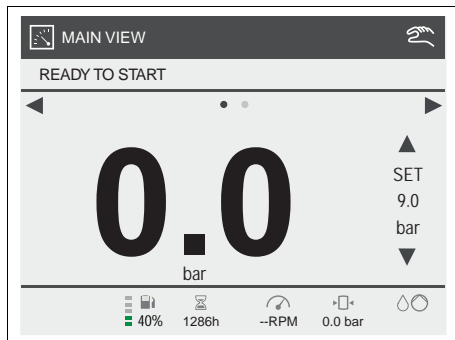 MAIN VIEW
READY TO START
0.0
bar
SET
9.0
bar
40% 1286h --RPM 0.0 bar